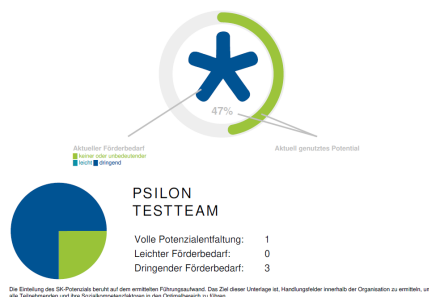 47%
Aktueller Förderbedarf
keiner oder unbedeutender
leicht dringend
Aktuell genutztes Potential
PSILON
TESTTEAM
Volle Potenzialentfaltung: 1
Leichter Förderbedarf: 0
Dringender Förderbedarf: 3
Die Einteilung des SK-Potenzials beruht auf dem ermittelten Führungsaufwand. Das Ziel dieser Unterlage ist, Handlungsfelder innerhalb der Organisation zu ermitteln, um
alle Teilnehmenden und ihre Sozialkompetenzfaktoren in den Optimalbereich zu führen.